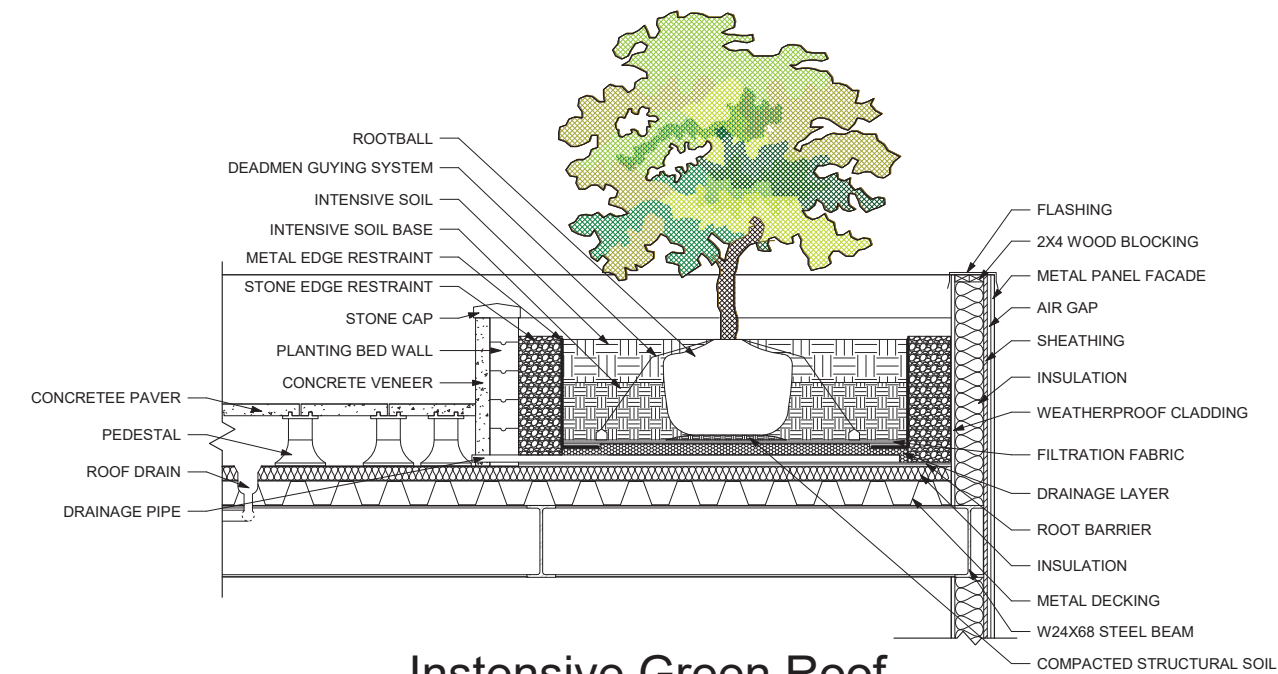 ROOTBALL
DEADMEN GUYING SYSTEM
INTENSIVE SOIL
INTENSIVE SOIL BASE
METAL EDGE RESTRAINT
STONE EDGE RESTRAINT
STONE CAP
PLANTING BED WALL
CONCRETE VENEER
CONCRETEE PAVER
PEDESTAL
ROOF DRAIN
DRAINAGE PIPE
FLASHING
2X4 WOOD BLOCKING
METAL PANEL FACADE
AIR GAP
SHEATHING
INSULATION
WEATHERPROOF CLADDING
FILTRATION FABRIC
DRAINAGE LAYER
ROOT BARRIER
INSULATION
METAL DECKING
W24X68 STEEL BEAM
COMPACTED STRUCTURAL SOIL
Instensive Green Roof